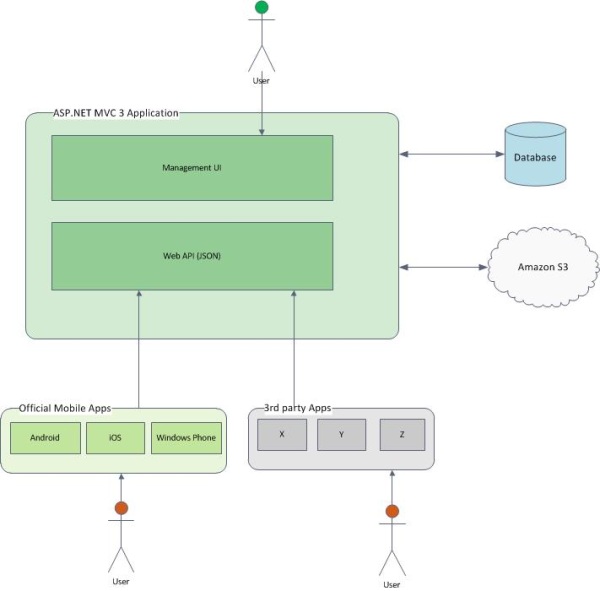 User
ASP.NET MVC 3 Application
Management UI
Database
Web API (JSON)
Amazon S3
Official Mobile Apps
3rd party Apps
Android
iOS
Windows Phone
X
Y
Z
User
User